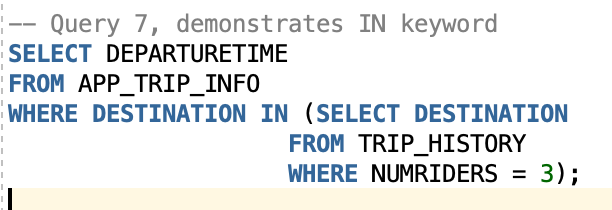 -- Query 7, demonstrates IN keyword
SELECT DEPARTURETIME
FROM APP_TRIP_INFO
WHERE DESTINATION IN (SELECT DESTINATION
FROM TRIP_HISTORY
WHERE NUMRIDERS = 3);